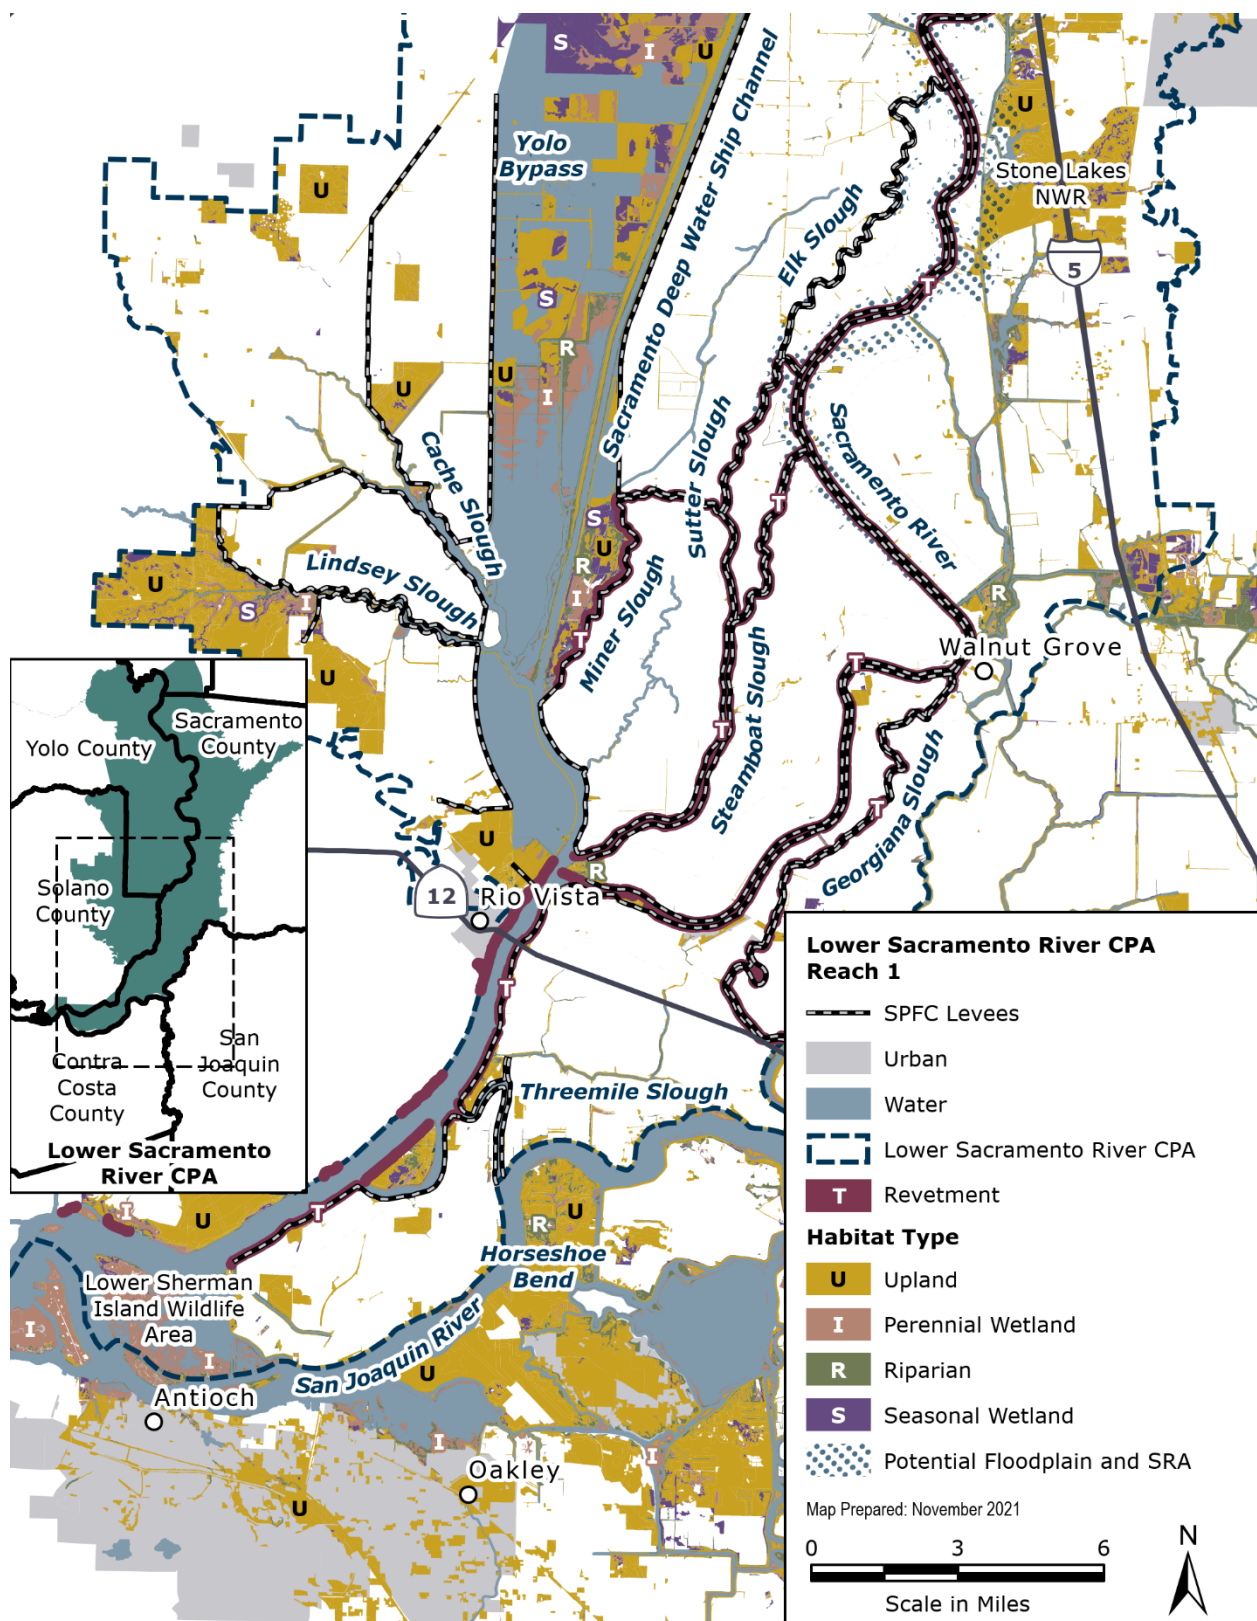 S
I
U
Yolo
Bypass
Sacramento Deep Water Ship Channel
U
Stone Lakes
NWR
5
Elk Slough
U
T
S
R
U
U
I
Cache Slough
Sutter Slough
Sacramento River
T
S
U
R
I
T
Miner Slough
Lindsey Slough
U
S
I
U
R
Walnut Grove
T
T
Steamboat Slough
T
Georgiana Slough
U
R
12
Rio Vista
T
Threemile Slough
T
U
I
R
U
Horseshoe
Bend
Lower Sherman
Island Wildlife
Area
I
I
San Joaquin River
U
Antioch
I
I
Oakley
U
Yolo County
Sacramento
County
Solano
County
Contra
Costa
County
San
Joaquin
County
Lower Sacramento
River CPA
Lower Sacramento River CPA
Reach 1
SPFC Levees
Urban
Water
Lower Sacramento River CPA
T Revetment
Habitat Type
U Upland
I Perennial Wetland
R Riparian
S Seasonal Wetland
Potential Floodplain and SRA
Map Prepared: November 2021
0 3 6
Scale in Miles
N